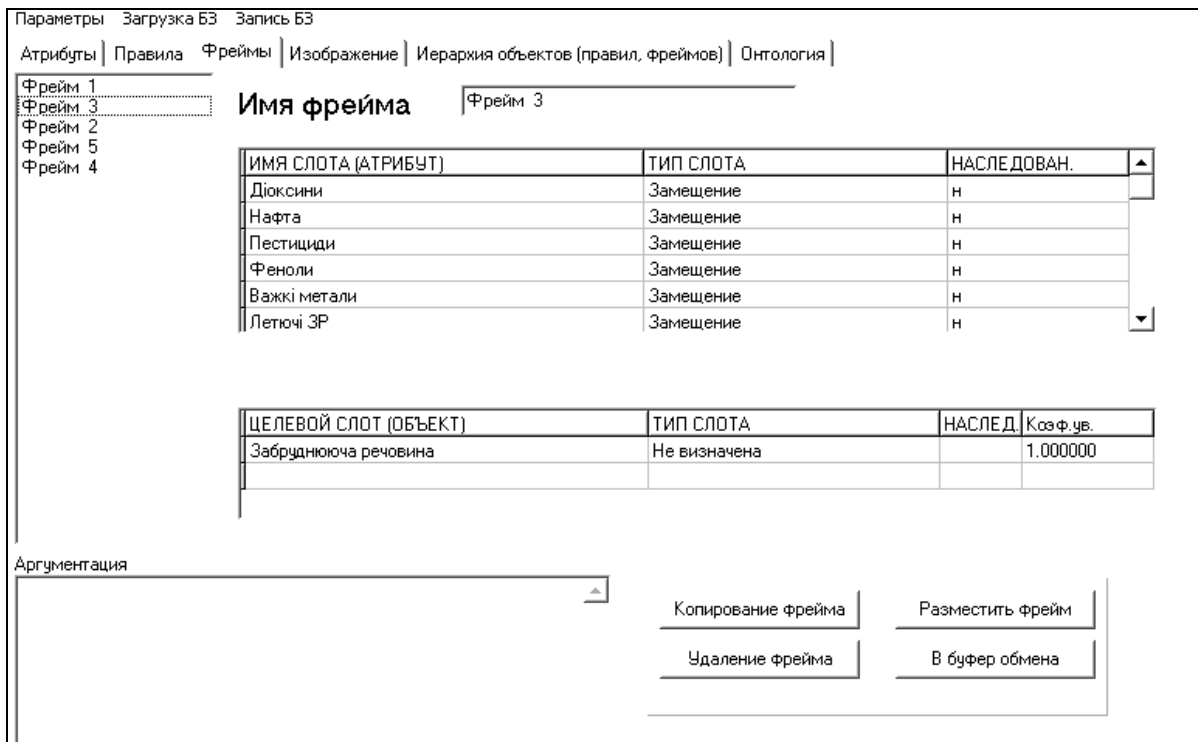 Параметры Загрузка БЗ Запись БЗ
Атрибуты Правила Фреймы Изображение Иерархия объектов (правил, фреймов) Онтология
Фрейм 1
Фрейм 3
Фрейм 2
Фрейм 5
Фрейм 4
Имя фрейма Фрейм 3
ИМЯ СЛОТА (АТРИБУТ) ТИП СЛОТА НАСЛЕДОВАН.
Діоксини Замещение н
Нафта Замещение н
Пестициди Замещение н
Феноли Замещение н
Важкі метали Замещение н
Летючі ЗР Замещение н
ЦЕЛЕВОЙ СЛОТ (ОБЪЕКТ) ТИП СЛОТА НАСЛЕД. Коэф.ув.
Забруднююча речовина Не визначена 1.000000
Аргументация
Копирование фрейма Разместить фрейм
Удаление фрейма В буфер обмена